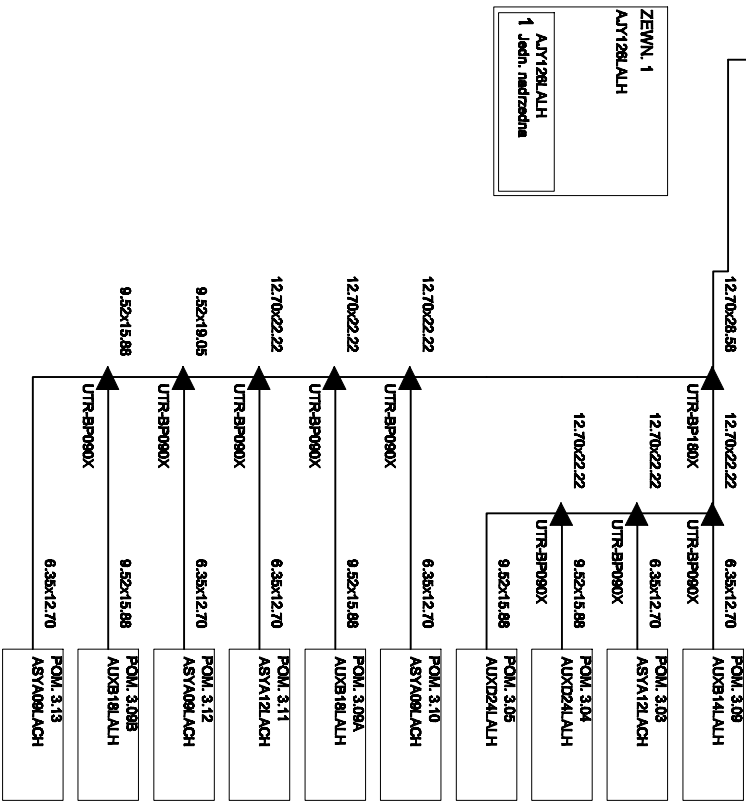 ZEWN. 1
AJY126LALH
AJY126LALH
1 Jedn. nadrzedna
12.70x28.58
UTR-BP180X
12.70x22.22
UTR-BP090X
6.35x12.70
POM. 3.09
AUXB14LALH
12.70x22.22
UTR-BP090X
6.35x12.70
POM. 3.03
ASYA12LACH
12.70x22.22
UTR-BP090X
9.52x15.88
POM. 3.04
AUXD24LALH
9.52x15.88
POM. 3.05
AUXD24LALH
12.70x22.22
UTR-BP090X
6.35x12.70
POM. 3.10
ASYA09LACH
12.70x22.22
UTR-BP090X
9.52x15.88
POM. 3.09A
AUXB18LALH
12.70x22.22
UTR-BP090X
6.35x12.70
POM. 3.11
ASYA12LACH
9.52x19.05
UTR-BP090X
6.35x12.70
POM. 3.12
ASYA09LACH
9.52x15.88
UTR-BP090X
9.52x15.88
POM. 3.09B
AUXB18LALH
6.35x12.70
POM. 3.13
ASYA09LACH